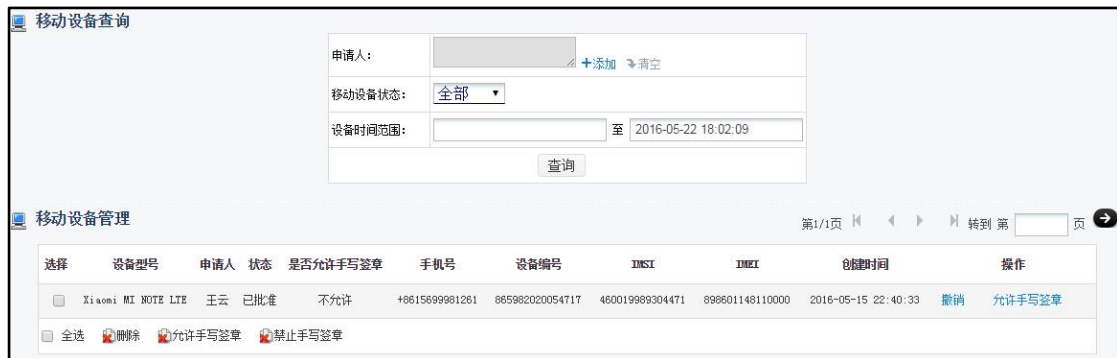 移动设备查询
申请人：
添加 清空
移动设备状态： 全部
设备时间范围： 至 2016-05-22 18:02:09
查询
移动设备管理 第1/1页 转到 第 页
选择 设备型号 申请人 状态 是否允许手写签章 手机号 设备编号 IMSI IMEI 创建时间 操作
Xiaomi MI NOTE LTE 王云 已批准 不允许 +8615699981261 865982020054717 460019989304471 898601148110000 2016-05-15 22:40:33 撤销 允许手写签章
全选 删除 允许手写签章 禁止手写签章